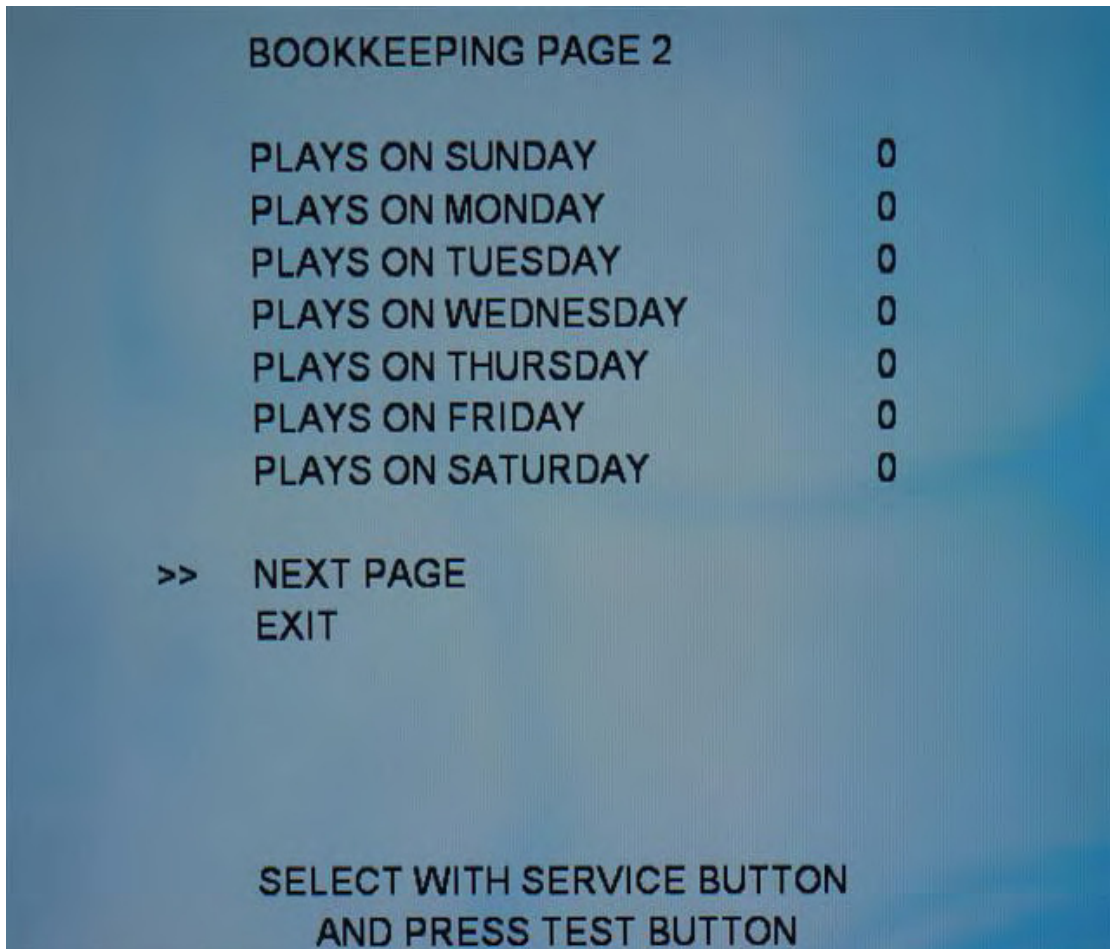 BOOKKEEPING PAGE 2
PLAYS ON SUNDAY 0
PLAYS ON MONDAY 0
PLAYS ON TUESDAY 0
PLAYS ON WEDNESDAY 0
PLAYS ON THURSDAY 0
PLAYS ON FRIDAY 0
PLAYS ON SATURDAY 0
>> NEXT PAGE
EXIT
SELECT WITH SERVICE BUTTON
AND PRESS TEST BUTTON